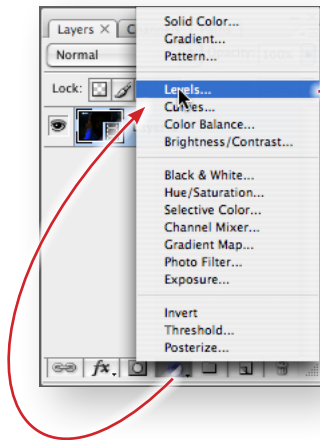 Layers × C
Normal
Lock:
Solid Color...
Gradient...
Pattern...
Levels...
Curves...
Color Balance...
Brightness/Contrast...
Black & White...
Hue/Saturation...
Selective Color...
Channel Mixer...
Gradient Map...
Photo Filter...
Exposure...
Invert
Threshold...
Posterize...
fx.